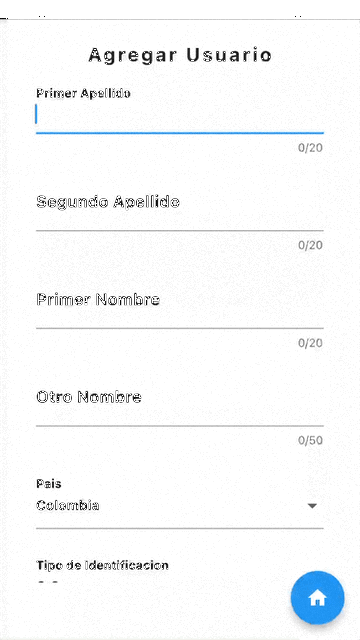 Agregar Usuario
Primer Apellido
0/20
Segundo Apellido
0/20
Primer Nombre
0/20
Otro Nombre
0/50
Pais
Colombia
Tipo de Identificacion